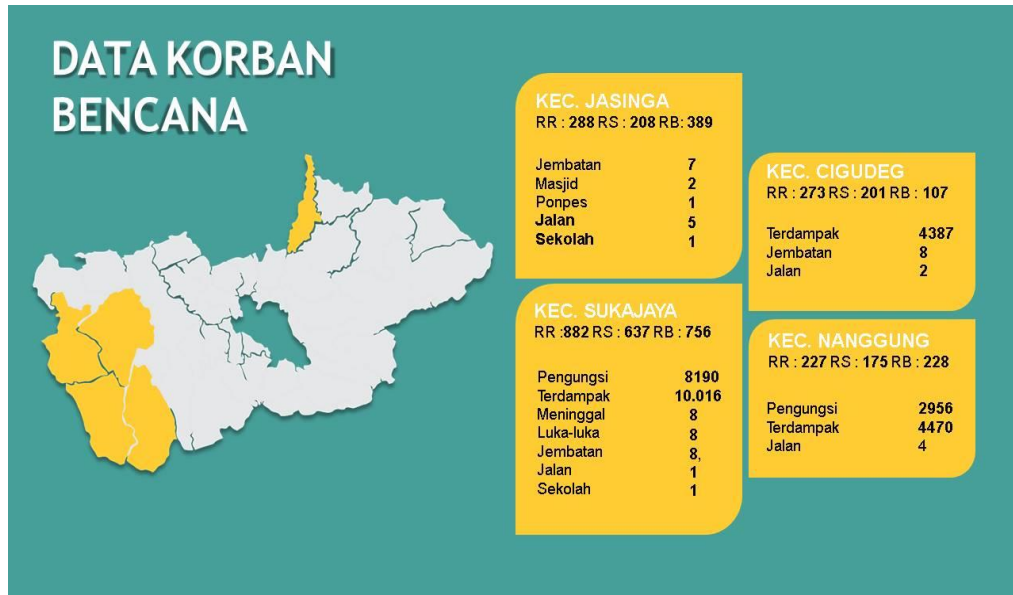 DATA KORBAN
BENCANA
KEC. JASINGA
RR : 288 RS : 208 RB: 389
Jembatan 7
Masjid 2
Ponpes 1
Jalan 5
Sekolah 1
KEC. CIGUDEG
RR : 273 RS : 201 RB : 107
Terdampak 4387
Jembatan 8
Jalan 2
KEC. SUKAJAYA
RR :882 RS : 637 RB : 756
Pengungsi 8190
Terdampak 10.016
Meninggal 8
Luka-luka 8
Jembatan 8,
Jalan 1
Sekolah 1
KEC. NANGGUNG
RR : 227 RS : 175 RB : 228
Pengungsi 2956
Terdampak 4470
Jalan 4